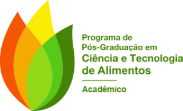 Programa de
Pós-Graduação em
Ciência e Tecnologia
de Alimentos
Acadêmico